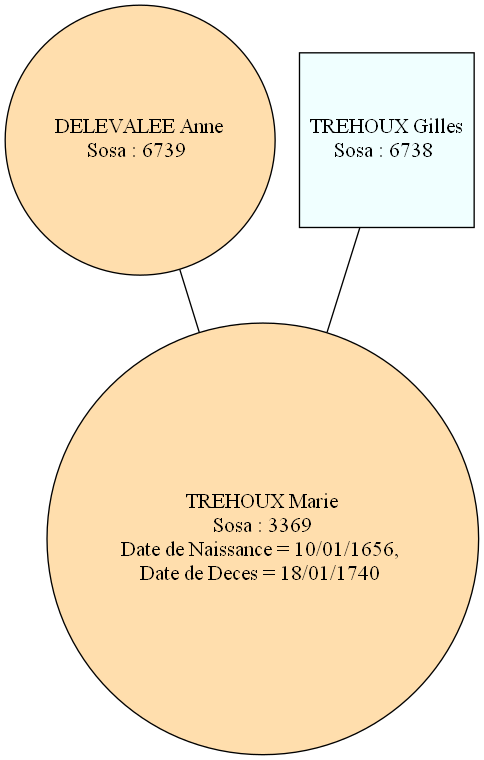 DELEVALEE Anne
Sosa : 6739
TREHOUX Gilles
Sosa : 6738
TREHOUX Marie
Sosa : 3369
Date de Naissance = 10/01/1656,
Date de Deces = 18/01/1740